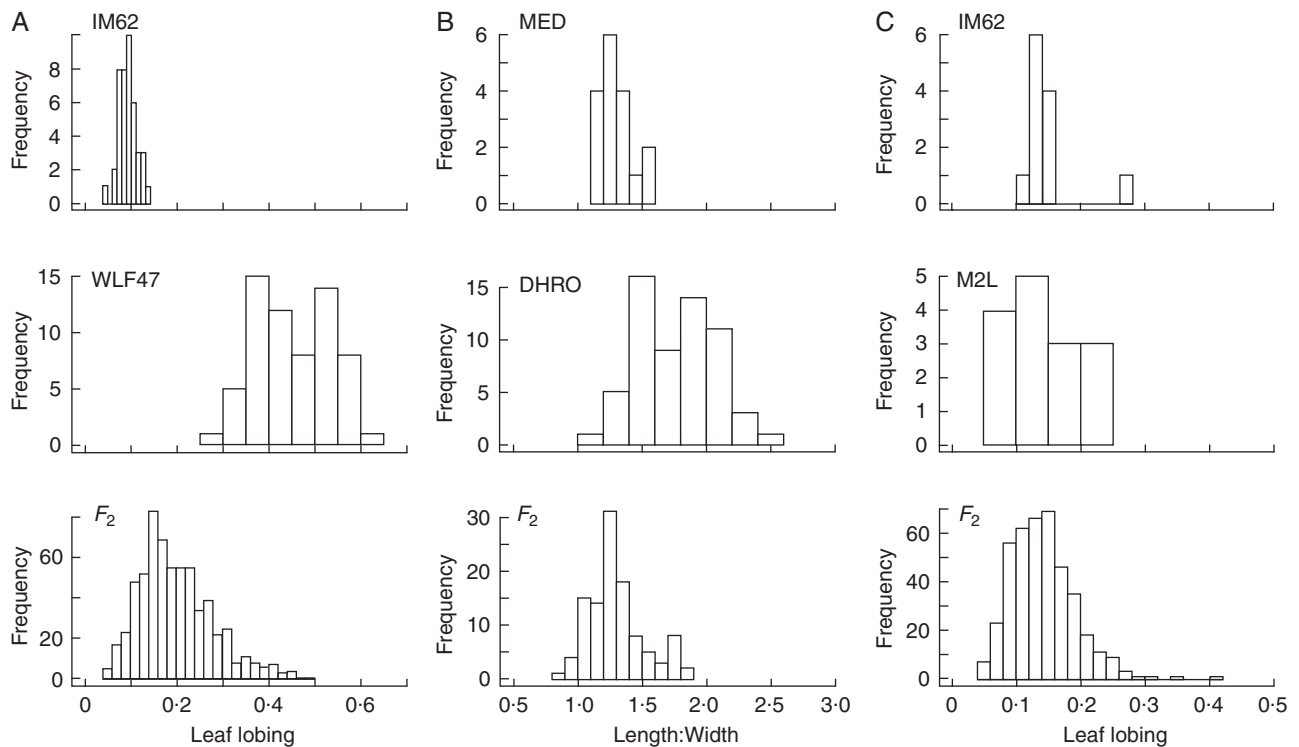 A
IM62
Frequency
8
6
4
2
0
WLF47
Frequency
15
10
5
0
F2
Frequency
60
20
0
0
0·2
0·4
0·6
Leaf lobing
B
MED
Frequency
6
4
2
0
DHRO
Frequency
15
10
5
0
F2
Frequency
30
20
10
0
0·5
1·0
1·5
2·0
2·5
3·0
Length:Width
C
IM62
Frequency
6
4
2
0
M2L
Frequency
5
4
3
2
1
0
F2
Frequency
60
40
20
0
0
0·1
0·2
0·3
0·4
0·5
Leaf lobing